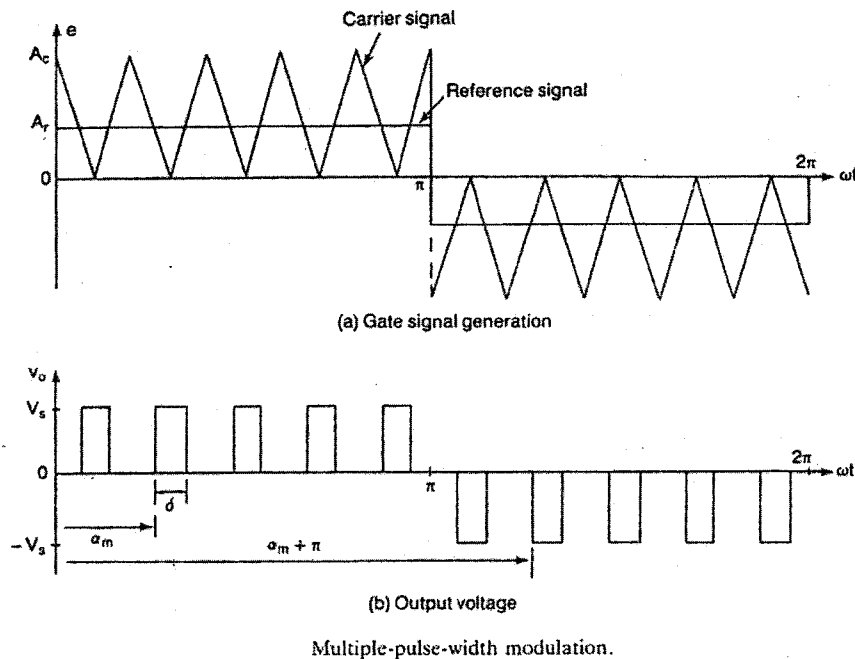 Carrier signal
e
A_c
Reference signal
A_r
0
π
2π
ωt
(a) Gate signal generation
V_o
V_s
0
π
2π
ωt
δ
α_m
α_m + π
-V_s
(b) Output voltage
Multiple-pulse-width modulation.